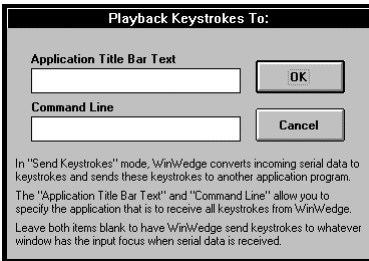 Playback Keystrokes To:
Application Title Bar Text
OK
Command Line
Cancel
In "Send Keystrokes" mode, WinWedge converts incoming serial data to
keystrokes and sends these keystrokes to another application program.
The "Application Title Bar Text" and "Command Line" allow you to
specify the application that is to receive all keystrokes from WinWedge.
Leave both items blank to have WinWedge send keystrokes to whatever
window has the input focus when serial data is received.